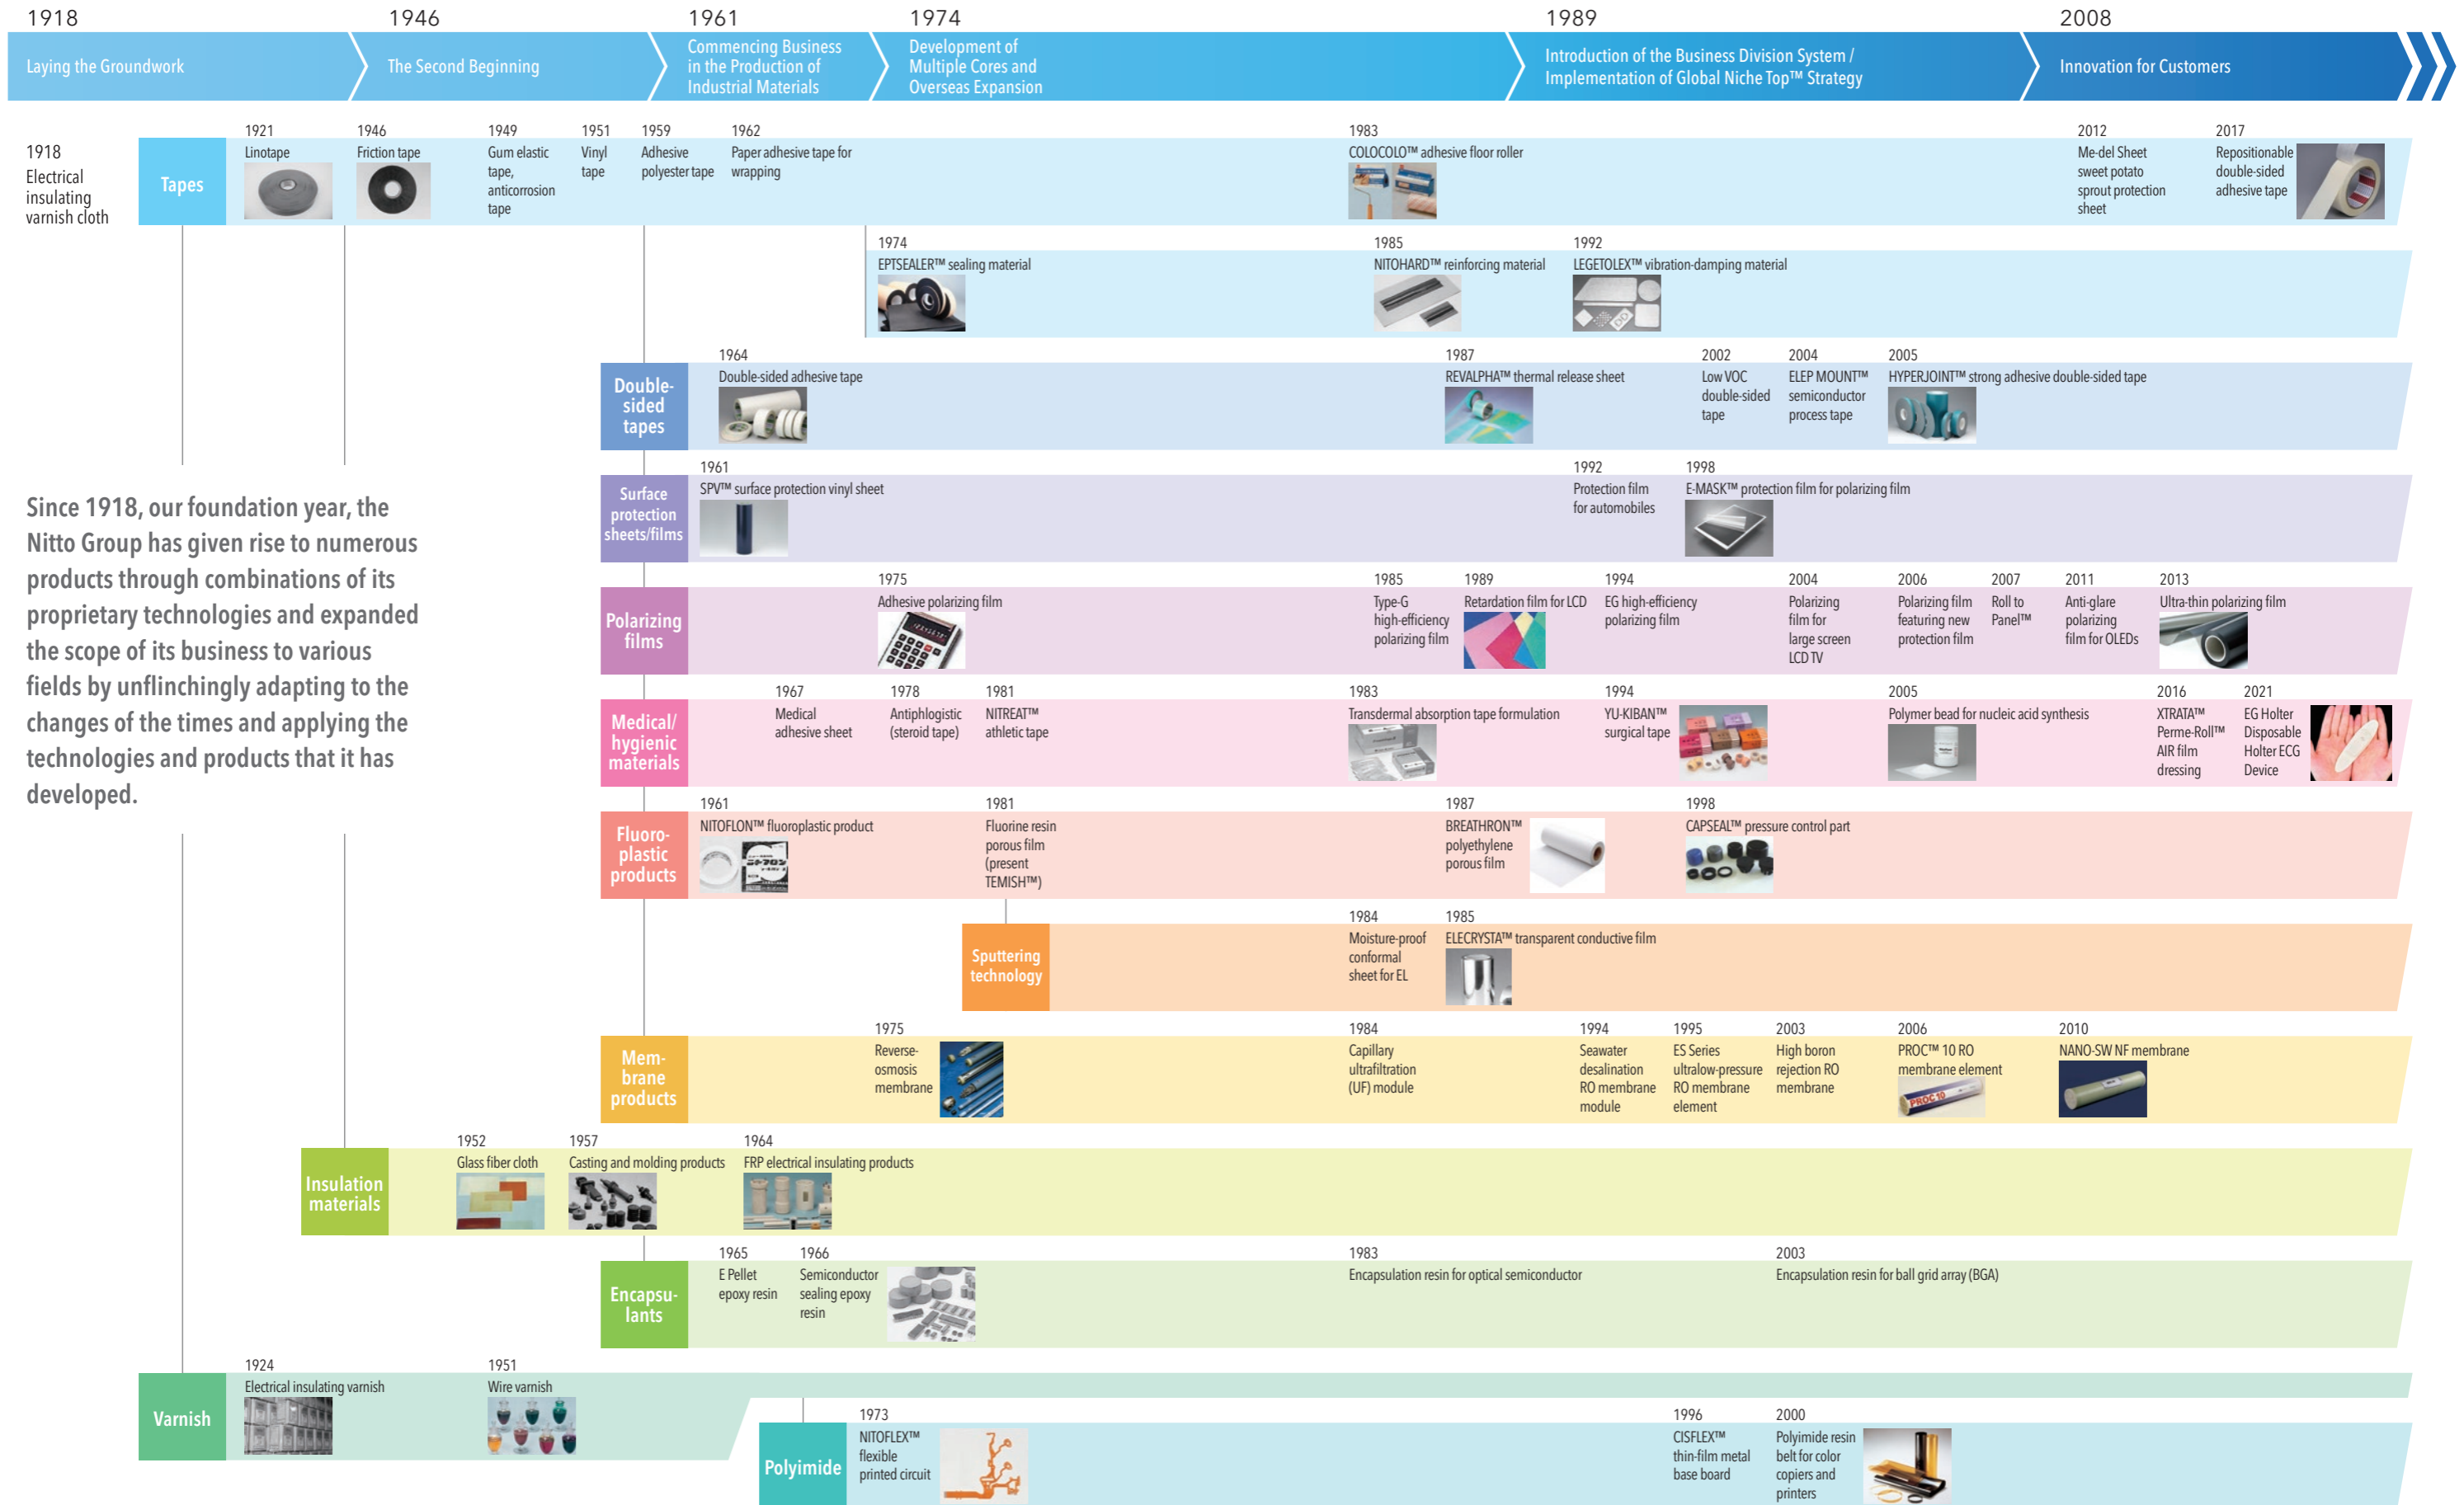 1918
1946
1961
1974
1989
2008
Laying the Groundwork
The Second Beginning
Commencing Business
in the Production of
Industrial Materials
Development of
Multiple Cores and
Overseas Expansion
Introduction of the Business Division System /
Implementation of Global Niche Top™ Strategy
Innovation for Customers
1918
Electrical
insulating
varnish cloth
Tapes
1921
Linotape
1946
Friction tape
1949
Gum elastic
tape,
anticorrosion
tape
1951
Vinyl
tape
1959
Adhesive
polyester tape
1962
Paper adhesive tape for
wrapping
1983
COLOCOLO™ adhesive floor roller
2012
Me-del Sheet
sweet potato
sprout protection
sheet
2017
Repositionable
double-sided
adhesive tape
1974
EPTSEALER™ sealing material
1985
NITOHARD™ reinforcing material
1992
LEGETOLEX™ vibration-damping material
Double-
sided
tapes
1964
Double-sided adhesive tape
1987
REVALPHA™ thermal release sheet
2002
Low VOC
double-sided
tape
2004
ELEP MOUNT™
semiconductor
process tape
2005
HYPERJOINT™ strong adhesive double-sided tape
Since 1918, our foundation year, the
Nitto Group has given rise to numerous
products through combinations of its
proprietary technologies and expanded
the scope of its business to various
fields by unflinchingly adapting to the
changes of the times and applying the
technologies and products that it has
developed.
Surface
protection
sheets/films
1961
SPV™ surface protection vinyl sheet
1992
Protection film
for automobiles
1998
E-MASK™ protection film for polarizing film
Polarizing
films
1975
Adhesive polarizing film
1985
Type-G
high-efficiency
polarizing film
1989
Retardation film for LCD
1994
EG high-efficiency
polarizing film
2004
Polarizing
film for
large screen
LCD TV
2006
Polarizing film
featuring new
protection film
2007
Roll to
Panel™
2011
Anti-glare
polarizing
film for OLEDs
2013
Ultra-thin polarizing film
Medical/
hygienic
materials
1967
Medical
adhesive sheet
1978
Antiphlogistic
(steroid tape)
1981
NITREAT™
athletic tape
1983
Transdermal absorption tape formulation
1994
YU-KIBAN™
surgical tape
2005
Polymer bead for nucleic acid synthesis
2016
XTRATA™
Perme-Roll™
AIR film
dressing
2021
EG Holter
Disposable
Holter ECG
Device
Fluoro-
plastic
products
1961
NITOFLON™ fluoroplastic product
ニトフロン
1981
Fluorine resin
porous film
(present
TEMISH™)
1987
BREATHRON™
polyethylene
porous film
1998
CAPSEAL™ pressure control part
Sputtering
technology
1984
Moisture-proof
conformal
sheet for EL
1985
ELECRYSTA™ transparent conductive film
Mem-
brane
products
1975
Reverse-
osmosis
membrane
1984
Capillary
ultrafiltration
(UF) module
1994
Seawater
desalination
RO membrane
module
1995
ES Series
ultralow-pressure
RO membrane
element
2003
High boron
rejection RO
membrane
2006
PROC™ 10 RO
membrane element
PROC 10
2010
NANO-SW NF membrane
Insulation
materials
1952
Glass fiber cloth
1957
Casting and molding products
1964
FRP electrical insulating products
Encapsu-
lants
1965
E Pellet
epoxy resin
1966
Semiconductor
sealing epoxy
resin
1983
Encapsulation resin for optical semiconductor
2003
Encapsulation resin for ball grid array (BGA)
Varnish
1924
Electrical insulating varnish
1951
Wire varnish
Polyimide
1973
NITOFLEX™
flexible
printed circuit
1996
CISFLEX™
thin-film metal
base board
2000
Polyimide resin
belt for color
copiers and
printers